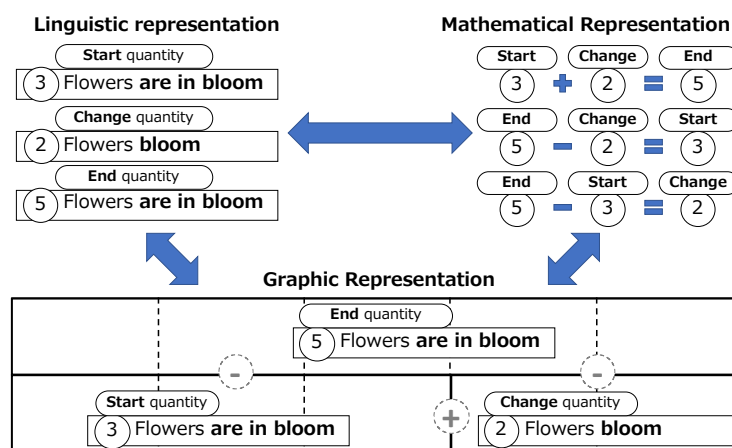 Linguistic representation
Start quantity
3 Flowers are in bloom
Change quantity
2 Flowers bloom
End quantity
5 Flowers are in bloom
Mathematical Representation
Start Change End
3 + 2 = 5
End Change Start
5 - 2 = 3
End Start Change
5 - 3 = 2
Graphic Representation
End quantity
5 Flowers are in bloom
- -
Start quantity
3 Flowers are in bloom
+
Change quantity
2 Flowers bloom